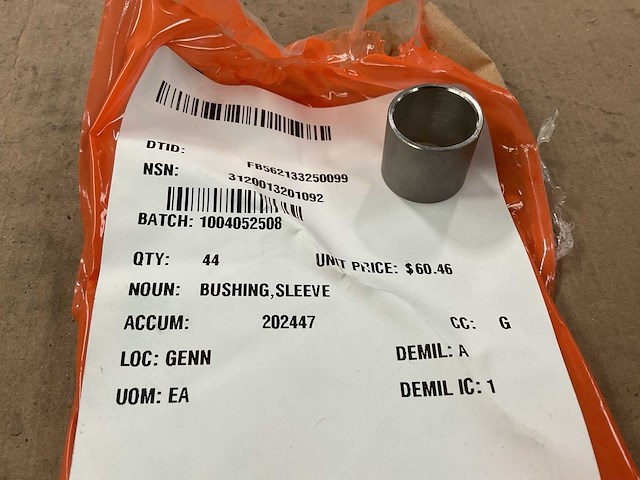 DTID: FB562133250099
NSN: 3120013201092
BATCH: 1004052508
QTY: 44 UNIT PRICE: $60.46
NOUN: BUSHING,SLEEVE
ACCUM: 202447 CC: G
LOC: GENN DEMIL: A
UOM: EA DEMIL IC: 1